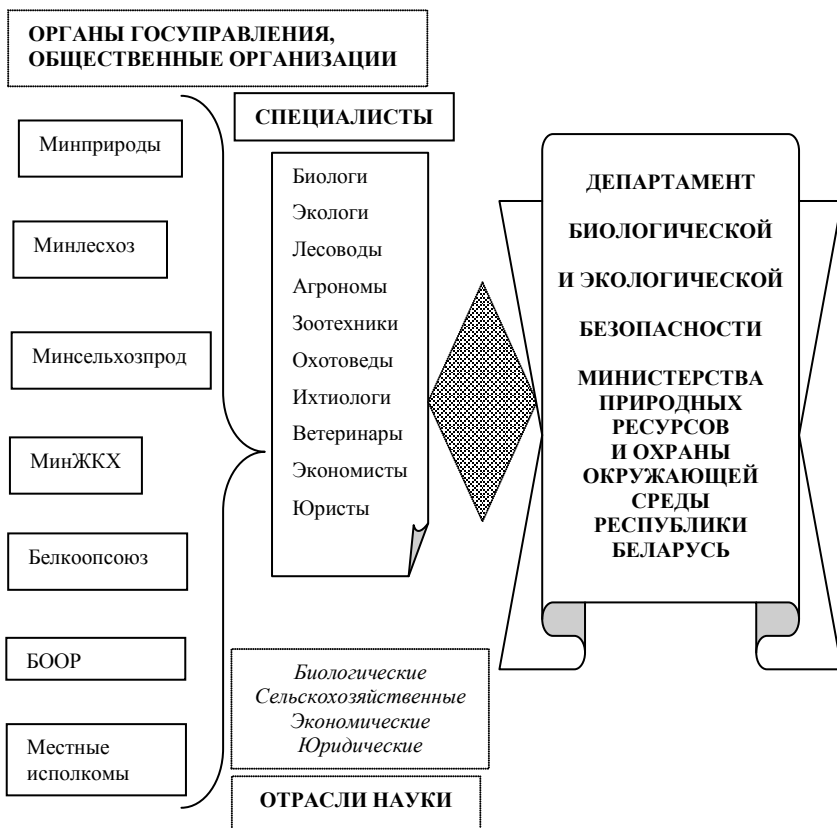 ОРГАНЫ ГОСУПРАВЛЕНИЯ,
ОБЩЕСТВЕННЫЕ ОРГАНИЗАЦИИ
Минприроды
Минлесхоз
Минсельхозпрод
МинЖКХ
Белкоопсоюз
БООР
Местные
исполкомы
СПЕЦИАЛИСТЫ
Биологи
Экологи
Лесоводы
Агрономы
Зоотехники
Охотоведы
Ихтиологи
Ветеринары
Экономисты
Юристы
Биологические
Сельскохозяйственные
Экономические
Юридические
ОТРАСЛИ НАУКИ
ДЕПАРТАМЕНТ
БИОЛОГИЧЕСКОЙ
И ЭКОЛОГИЧЕСКОЙ
БЕЗОПАСНОСТИ
МИНИСТЕРСТВА
ПРИРОДНЫХ
РЕСУРСОВ
И ОХРАНЫ
ОКРУЖАЮЩЕЙ
СРЕДЫ
РЕСПУБЛИКИ
БЕЛАРУСЬ